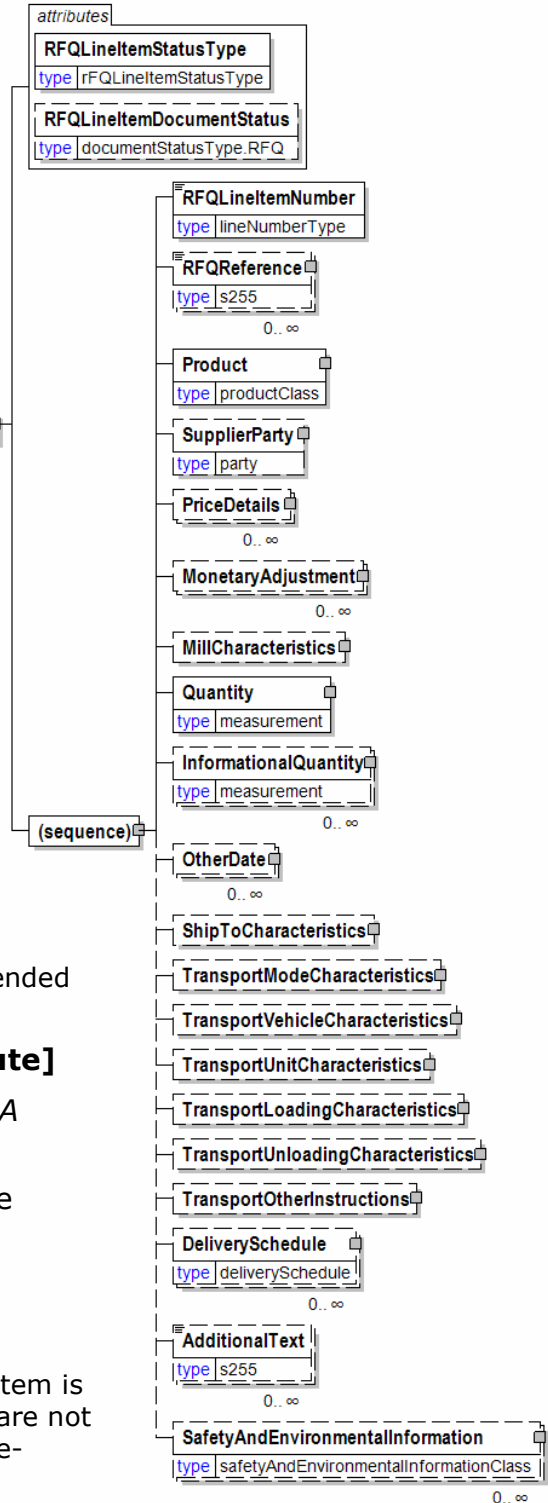 attributes
RFQLineItemStatusType
type rFQLineItemStatusType
RFQLineItemDocumentStatus
type documentStatusType.RFQ
RFQLineItemNumber
type lineNumberType
RFQReference
type s255
0.. ∞
Product
type productClass
SupplierParty
type party
PriceDetails
0.. ∞
MonetaryAdjustment
0.. ∞
MillCharacteristics
Quantity
type measurement
InformationalQuantity
type measurement
0.. ∞
(sequence)
OtherDate
0.. ∞
ShipToCharacteristics
ended
TransportModeCharacteristics
TransportVehicleCharacteristics
ute]
TransportUnitCharacteristics
A
TransportLoadingCharacteristics
TransportUnloadingCharacteristics
e
TransportOtherInstructions
DeliverySchedule
type deliverySchedule
0.. ∞
AdditionalText
type s255
tem is
0.. ∞
are not
SafetyAndEnvironmentalInformation
e-
type safetyAndEnvironmentalInformationClass
0.. ∞